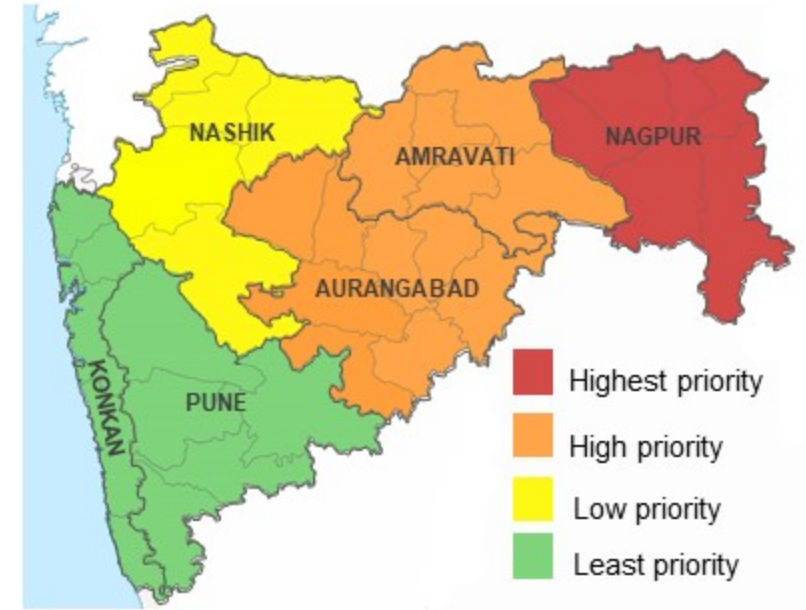 NASHIK
AMRAVATI
NAGPUR
AURANGABAD
KONKAN
PUNE
Highest priority
High priority
Low priority
Least priority